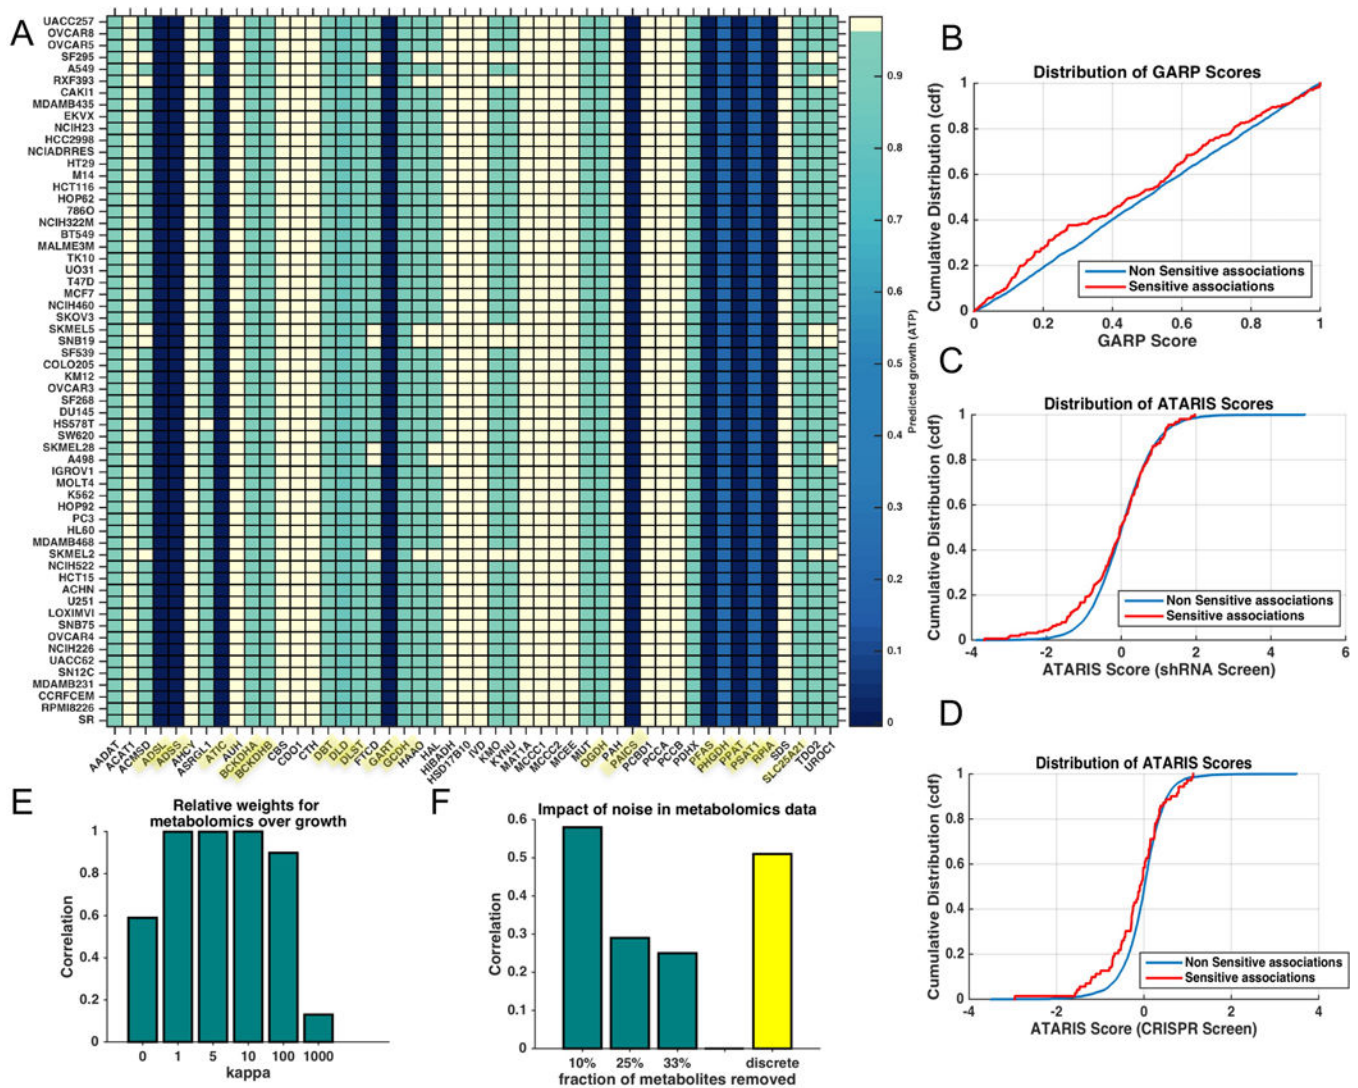 A
UACC257
OVCAR8
OVCAR5
SF295
A549
RXF393
CAKI1
MDAMB435
EKVX
NCIH23
HCC2998
NCIADRRES
HT29
M14
HCT116
HOP62
786O
NCIH322M
BT549
MALME3M
TK10
UO31
T47D
MCF7
NCIH460
SKOV3
SKMEL5
SNB19
SF539
COLO205
KM12
OVCAR3
SF268
DU145
HS578T
SW620
SKMEL28
A498
IGROV1
MOLT4
K562
HOP92
PC3
HL60
MDAMB468
SKMEL2
NCIH522
HCT15
ACHN
U251
LOXIMVI
SNB75
OVCAR4
NCIH226
UACC62
SN12C
MDAMB231
CCRFCEM
RPMI8226
SR
AADAT
ACAT1
ACMSD
ADSL
ADSS
AHCY
ASRGL1
ATIC
AUH
BCKDHA
BCKDHB
CBS
CDO1
CTH
DBT
DLD
DLST
FTCD
GART
GCDH
HAAO
HAL
HIBADH
HSD17B10
IVD
KMO
KYNU
MAT1A
MCCC1
MCCC2
MCEE
MUT
OGDH
PAH
PAICS
PCBD1
PCCA
PCCB
PDHX
PFAS
PHGDH
PPAT
PSAT1
RPIA
SDS
SLC25A21
TDO2
UROC1
0.9
0.8
0.7
0.6
0.5
0.4
0.3
0.2
0.1
0
Predicted growth (ATP)
B
Distribution of GARP Scores
Cumulative Distribution (cdf)
1
0.8
0.6
0.4
0.2
0
Non Sensitive associations
Sensitive associations
0 0.2 0.4 0.6 0.8 1
GARP Score
C
Distribution of ATARIS Scores
Cumulative Distribution (cdf)
1
0.8
0.6
0.4
0.2
0
Non Sensitive associations
Sensitive associations
-4 -2 0 2 4 6
ATARIS Score (shRNA Screen)
D
Distribution of ATARIS Scores
Cumulative Distribution (cdf)
1
0.8
0.6
0.4
0.2
0
Non Sensitive associations
Sensitive associations
-4 -2 0 2 4
ATARIS Score (CRISPR Screen)
E
Relative weights for
metabolomics over growth
Correlation
1
0.8
0.6
0.4
0.2
0
0 1 5 10 100 1000
kappa
F
Impact of noise in metabolomics data
Correlation
0.6
0.5
0.4
0.3
0.2
0.1
0
10% 25% 33% discrete
fraction of metabolites removed